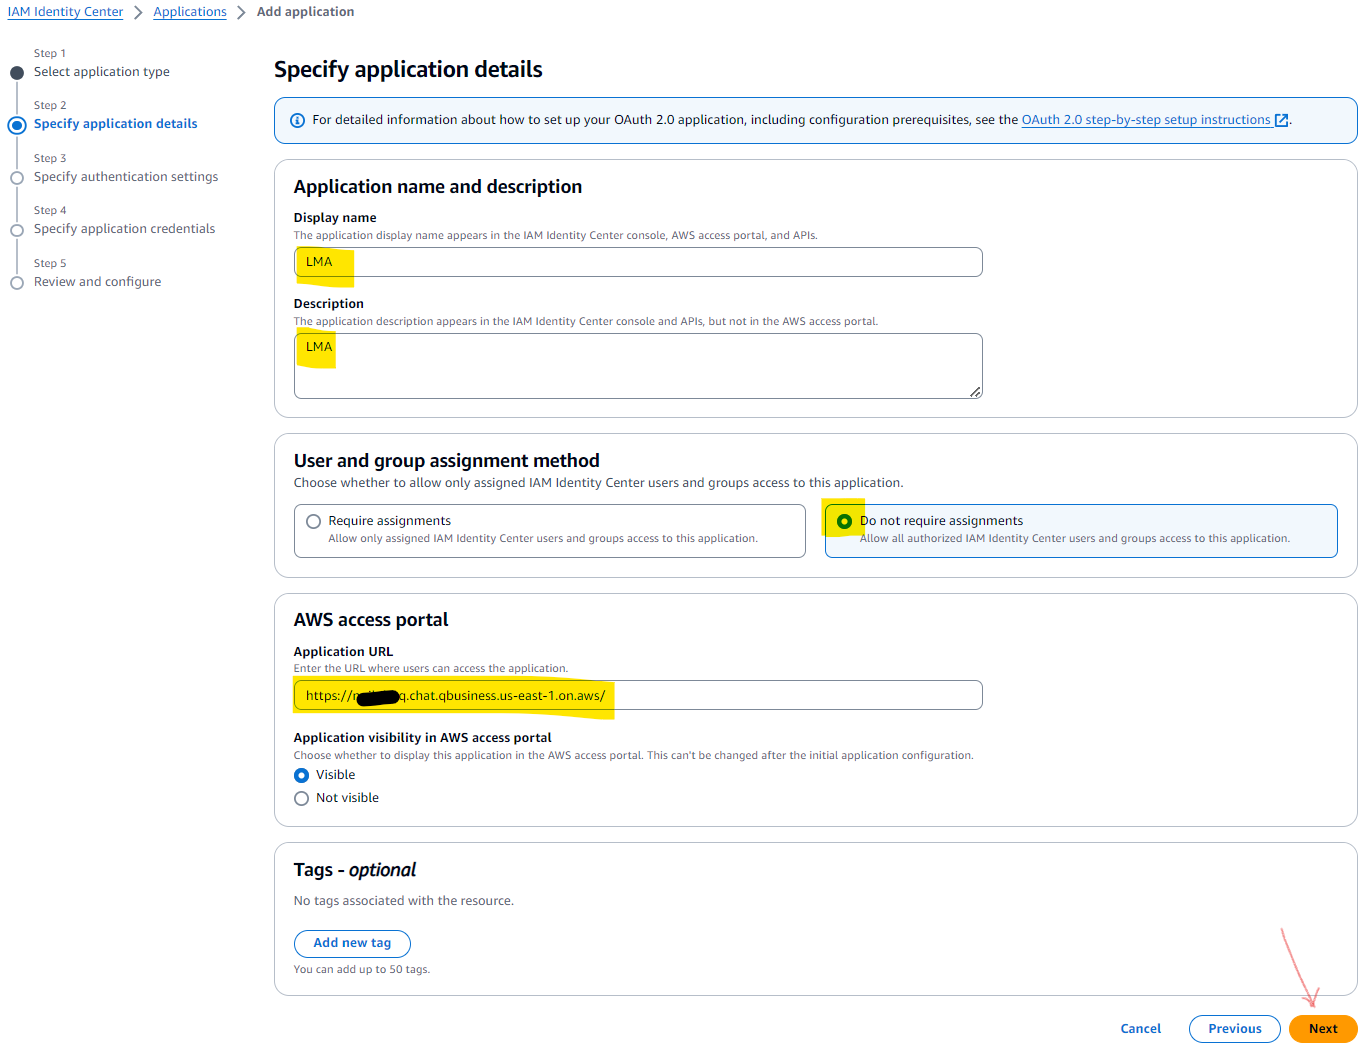 IAM Identity Center > Applications > Add application
Step 1
Select application type
Step 2
Specify application details
Step 3
Specify authentication settings
Step 4
Specify application credentials
Step 5
Review and configure
Specify application details
For detailed information about how to set up your OAuth 2.0 application, including configuration prerequisites, see the OAuth 2.0 step-by-step setup instructions.
Application name and description
Display name
The application display name appears in the IAM Identity Center console, AWS access portal, and APIs.
LMA
Description
The application description appears in the IAM Identity Center console and APIs, but not in the AWS access portal.
LMA
User and group assignment method
Choose whether to allow only assigned IAM Identity Center users and groups access to this application.
Require assignments
Allow only assigned IAM Identity Center users and groups access to this application.
Do not require assignments
Allow all authorized IAM Identity Center users and groups access to this application.
AWS access portal
Application URL
Enter the URL where users can access the application.
https:// q.chat.qbusiness.us-east-1.on.aws/
Application visibility in AWS access portal
Choose whether to display this application in the AWS access portal. This can't be changed after the initial application configuration.
Visible
Not visible
Tags - optional
No tags associated with the resource.
Add new tag
You can add up to 50 tags.
Cancel
Previous
Next